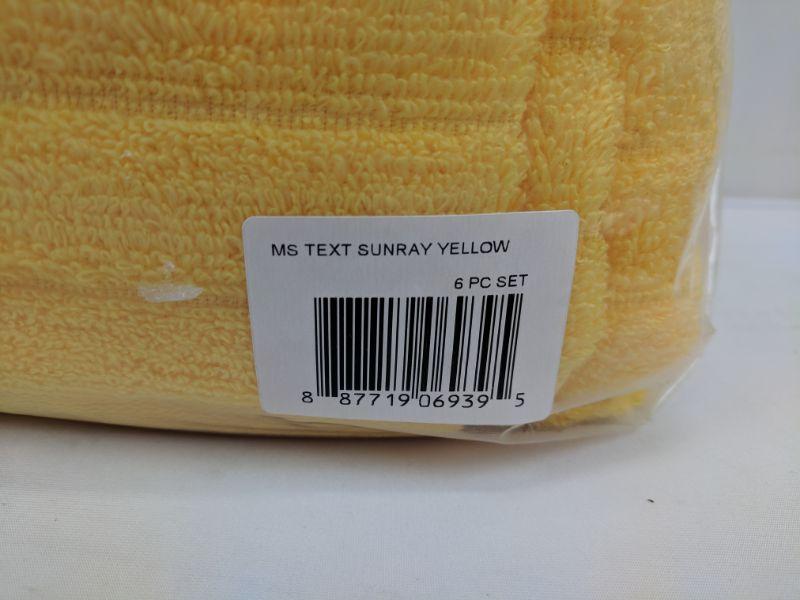 MS TEXT SUNRAY YELLOW
6 PC SET
8 87719 06939 5